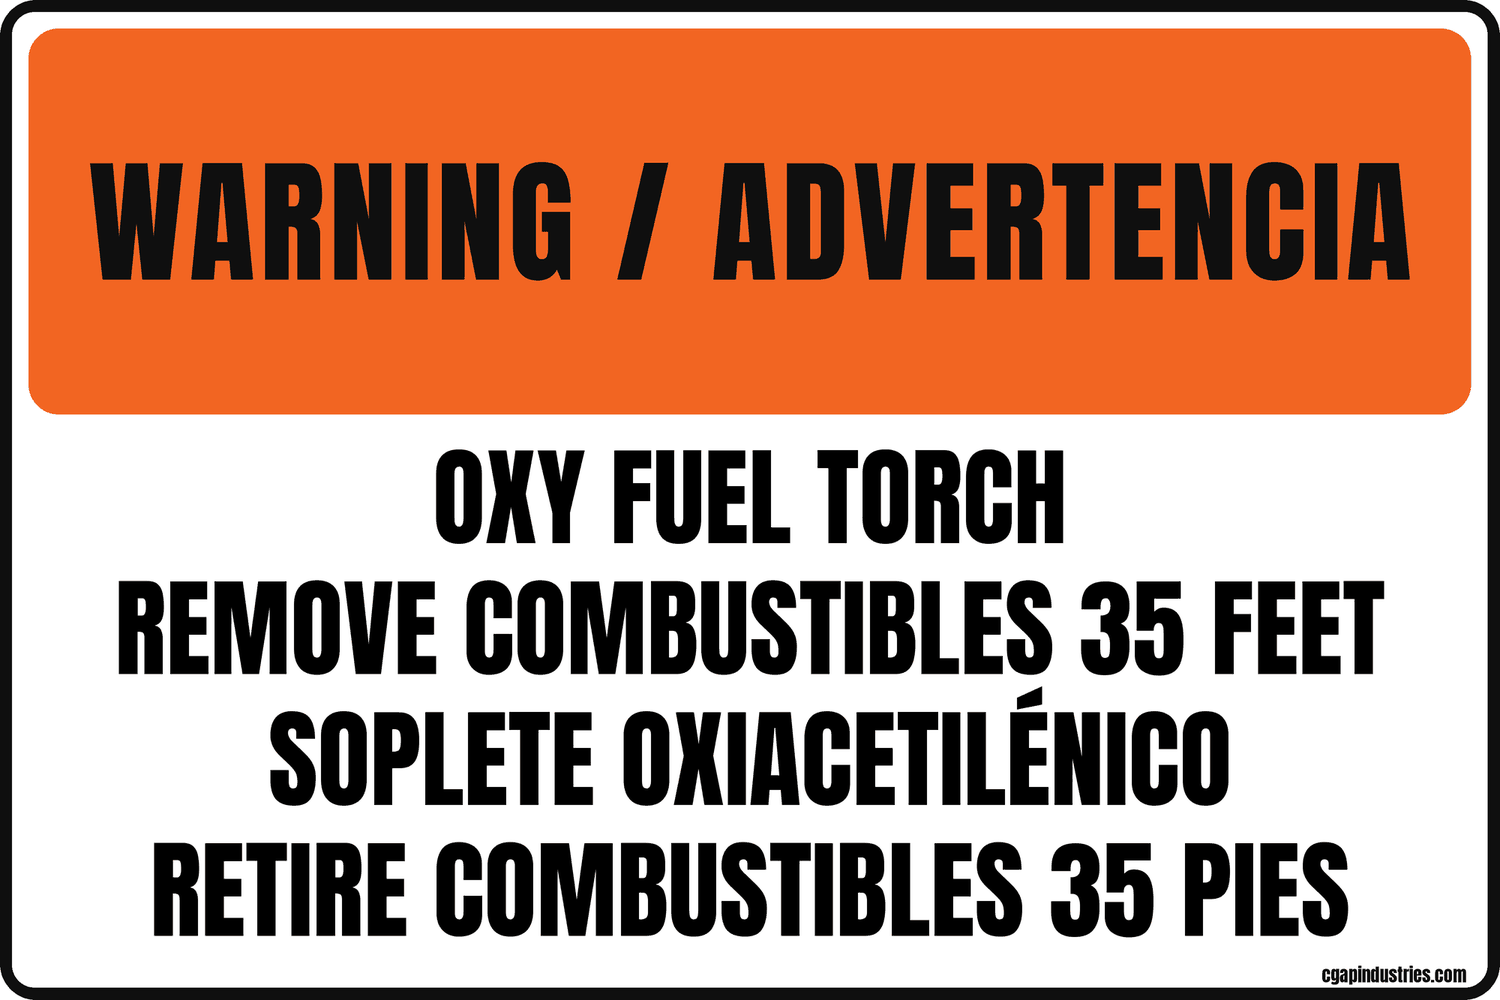 WARNING / ADVERTENCIA
OXY FUEL TORCH
REMOVE COMBUSTIBLES 35 FEET
SOPLETE OXIACETILÉNICO
RETIRE COMBUSTIBLES 35 PIES
cgapindustries.com